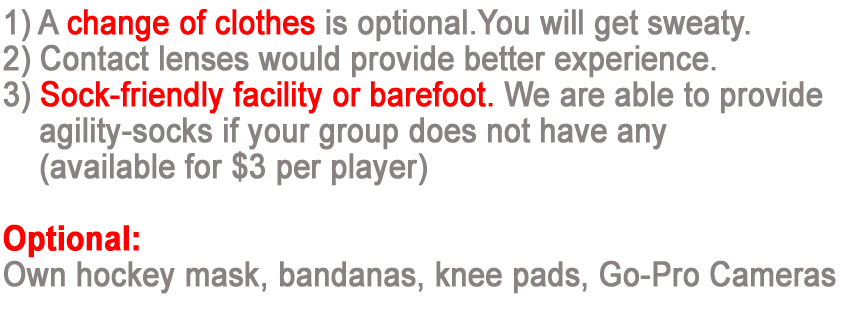 1) A change of clothes is optional.You will get sweaty.
2) Contact lenses would provide better experience.
3) Sock-friendly facility or barefoot. We are able to provide
agility-socks if your group does not have any
(available for $3 per player)
Optional:
Own hockey mask, bandanas, knee pads, Go-Pro Cameras